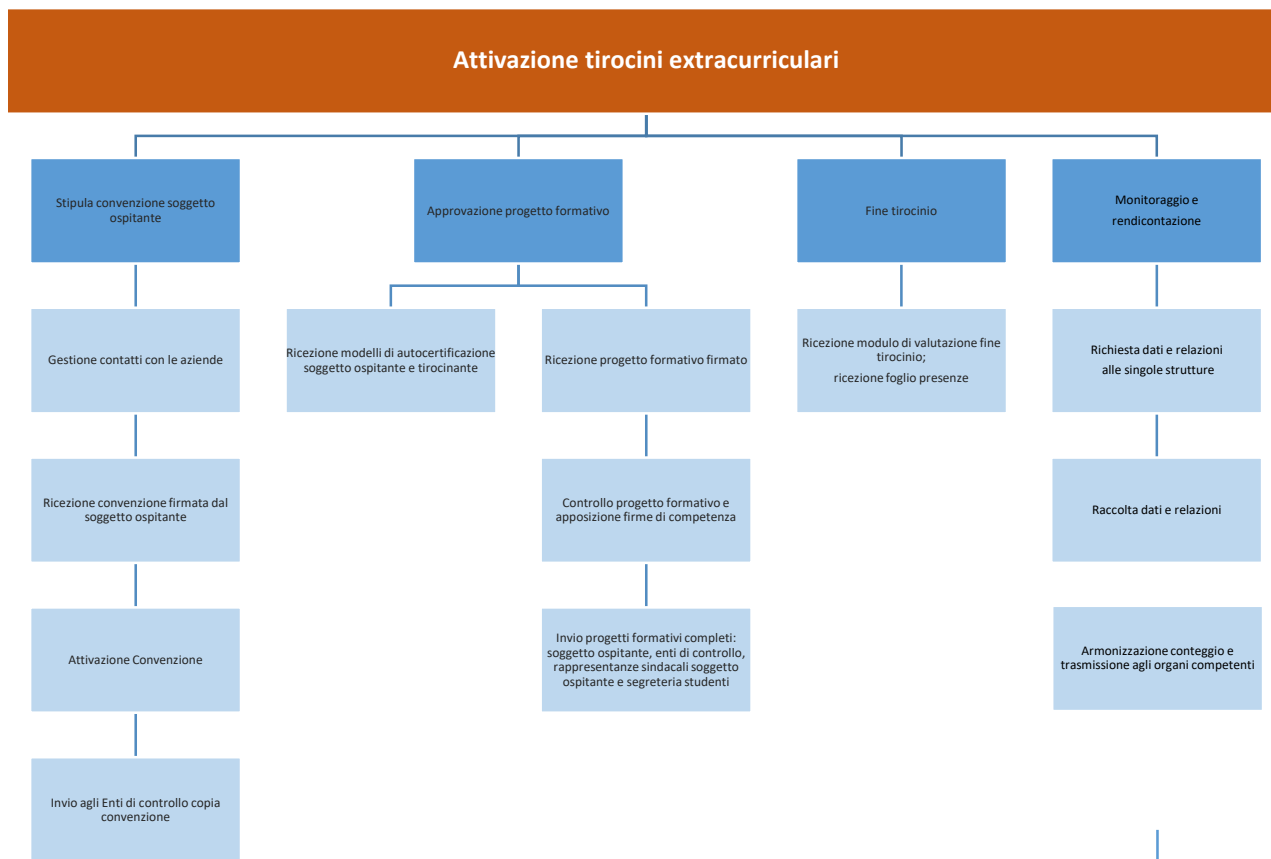 Attivazione tirocini extracurriculari
Stipula convenzione soggetto
ospitante
Approvazione progetto formativo
Fine tirocinio
Monitoraggio e
rendicontazione
Gestione contatti con le aziende
Ricezione modelli di autocertificazione
soggetto ospitante e tirocinante
Ricezione progetto formativo firmato
Ricezione modulo di valutazione fine
tirocinio;
ricezione foglio presenze
Richiesta dati e relazioni
alle singole strutture
Ricezione convenzione firmata dal
soggetto ospitante
Controllo progetto formativo e
apposizione firme di competenza
Raccolta dati e relazioni
Attivazione Convenzione
Invio progetti formativi completi:
soggetto ospitante, enti di controllo,
rappresentanze sindacali soggetto
ospitante e segreteria studenti
Armonizzazione conteggio e
trasmissione agli organi competenti
Invio agli Enti di controllo copia
convenzione